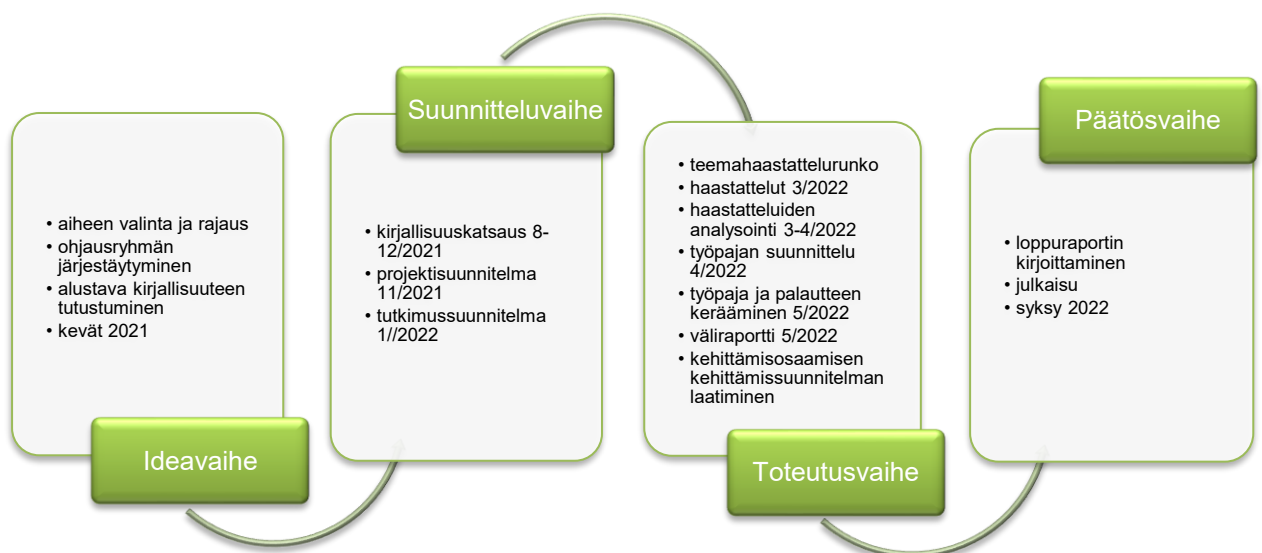 • aiheen valinta ja rajaus
• ohjausryhmän
järjestäytyminen
• alustava kirjallisuuteen
tutustuminen
• kevät 2021
Ideavaihe
Suunnitteluvaihe
• kirjallisuuskatsaus 8-
12/2021
• projektisuunnitelma
11/2021
• tutkimussuunnitelma
1//2022
• teemahaastattelurunko
• haastattelut 3/2022
• haastatteluiden
analysointi 3-4/2022
• työpajan suunnittelu
4/2022
• työpaja ja palautteen
kerääminen 5/2022
• väliraportti 5/2022
• kehittämisosaamisen
kehittämissuunnitelman
laatiminen
Toteutusvaihe
Päätösvaihe
• loppuraportin
kirjoittaminen
• julkaisu
• syksy 2022